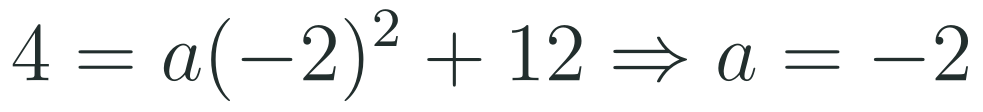 4 = a(−2)² + 12 ⇒ a = −2